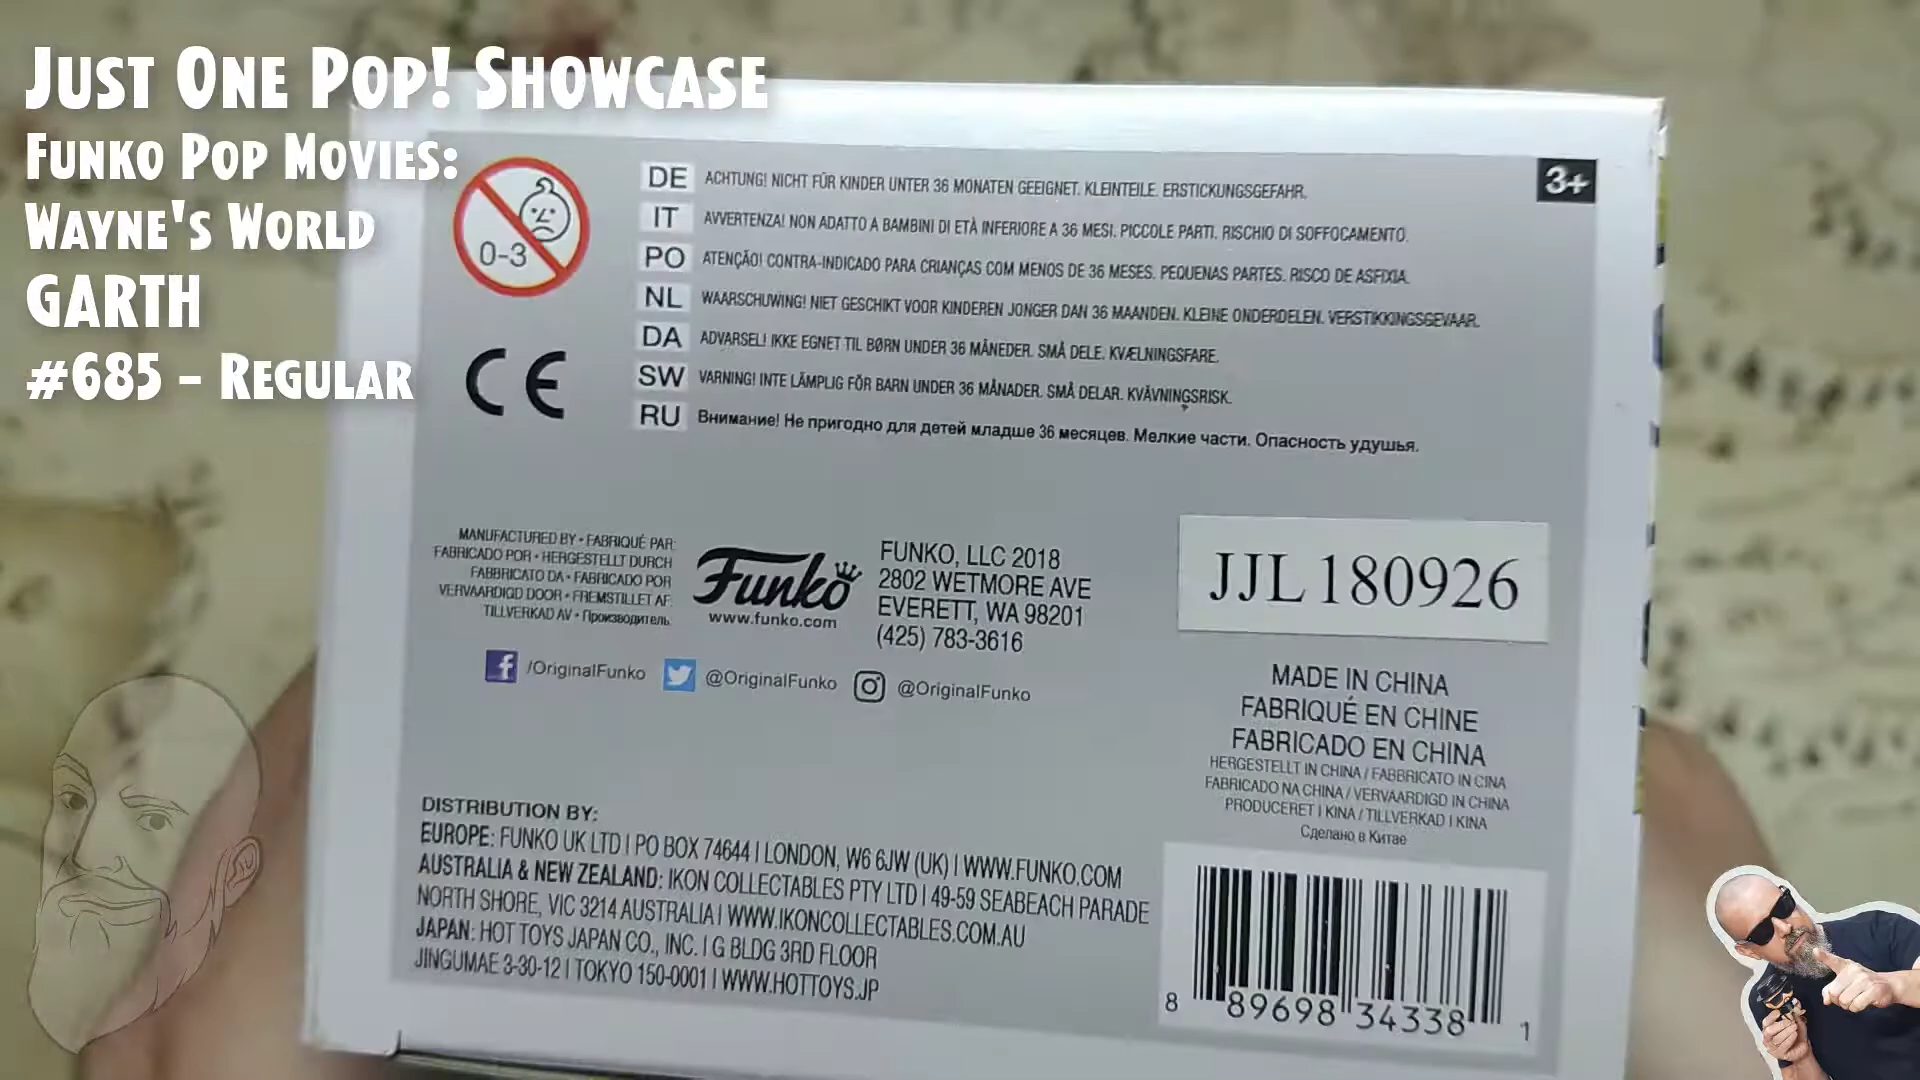 JUST ONE POP! SHOWCASE
FUNKO POP MOVIES:
WAYNE'S WORLD
GARTH
#685 - REGULAR
0-3
3+
DE ACHTUNG! NICHT FÜR KINDER UNTER 36 MONATEN GEEIGNET. KLEINTEILE. ERSTICKUNGSGEFAHR.
IT AVVERTENZA! NON ADATTO A BAMBINI DI ETÀ INFERIORE A 36 MESI. PICCOLE PARTI. RISCHIO DI SOFFOCAMENTO.
PO ATENÇÃO! CONTRA-INDICADO PARA CRIANÇAS COM MENOS DE 36 MESES. PEQUENAS PARTES. RISCO DE ASFIXIA.
NL WAARSCHUWING! NIET GESCHIKT VOOR KINDEREN JONGER DAN 36 MAANDEN. KLEINE ONDERDELEN. VERSTIKKINGSGEVAAR.
DA ADVARSEL! IKKE EGNET TIL BØRN UNDER 36 MÅNEDER. SMÅ DELE. KVÆLNINGSFARE.
SW VARNING! INTE LÄMPLIG FÖR BARN UNDER 36 MÅNADER. SMÅ DELAR. KVÄVNINGSRISK.
RU Внимание! Не пригодно для детей младше 36 месяцев. Мелкие части. Опасность удушья.
CE
MANUFACTURED BY • FABRIQUÉ PAR:
FABRICADO POR • HERGESTELLT DURCH
FABBRICATO DA • FABRICADO POR
VERVAARDIGD DOOR • FREMSTILLET AF:
TILLVERKAD AV • Производитель:
Funko
www.funko.com
FUNKO, LLC 2018
2802 WETMORE AVE
EVERETT, WA 98201
(425) 783-3616
/OriginalFunko @OriginalFunko @OriginalFunko
JJL180926
MADE IN CHINA
FABRIQUÉ EN CHINE
FABRICADO EN CHINA
HERGESTELLT IN CHINA / FABBRICATO IN CINA
FABRICADO NA CHINA / VERVAARDIGD IN CHINA
PRODUCERET I KINA / TILLVERKAD I KINA
Сделано в Китае
DISTRIBUTION BY:
EUROPE: FUNKO UK LTD | PO BOX 74644 | LONDON, W6 6JW (UK) | WWW.FUNKO.COM
AUSTRALIA & NEW ZEALAND: IKON COLLECTABLES PTY LTD | 49-59 SEABEACH PARADE
NORTH SHORE, VIC 3214 AUSTRALIA | WWW.IKONCOLLECTABLES.COM.AU
JAPAN: HOT TOYS JAPAN CO., INC. | G BLDG 3RD FLOOR
JINGUMAE 3-30-12 | TOKYO 150-0001 | WWW.HOTTOYS.JP
8 89698 34338 1